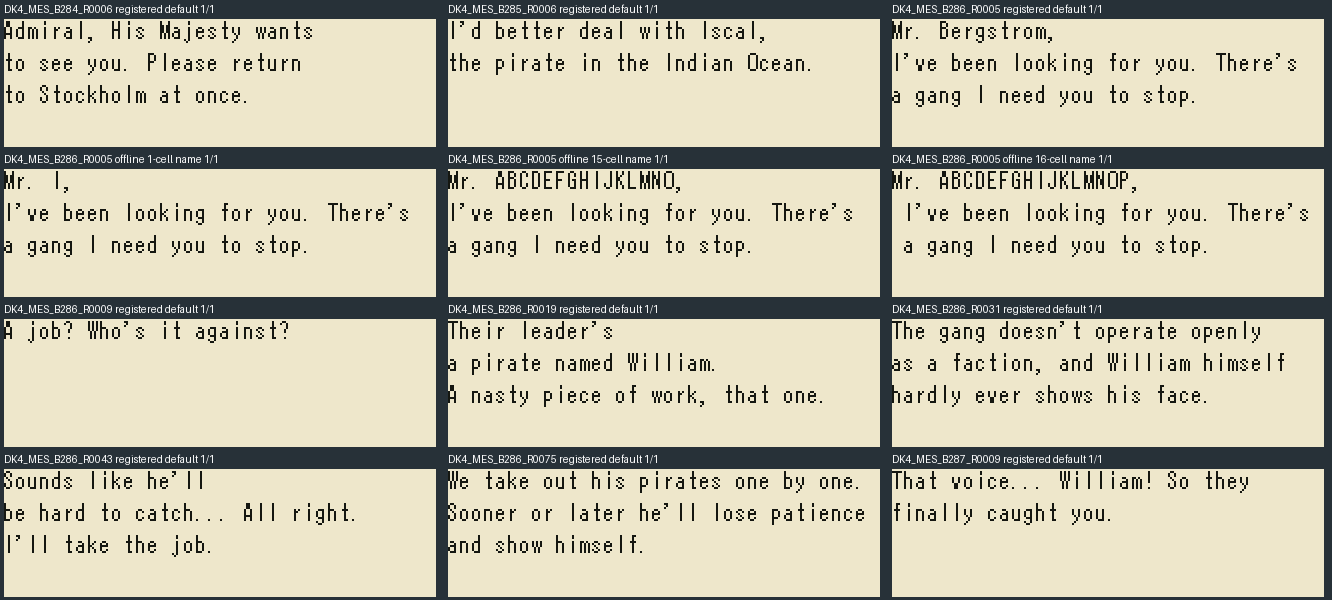 DK4_MES_B284_R0006 registered default 1/1
Admiral, His Majesty wants
to see you. Please return
to Stockholm at once.
DK4_MES_B285_R0006 registered default 1/1
I'd better deal with Iscal,
the pirate in the Indian Ocean.
DK4_MES_B286_R0005 registered default 1/1
Mr. Bergstrom,
I've been looking for you. There's
a gang I need you to stop.
DK4_MES_B286_R0005 offline 1-cell name 1/1
Mr. I,
I've been looking for you. There's
a gang I need you to stop.
DK4_MES_B286_R0005 offline 15-cell name 1/1
Mr. ABCDEFGHIJKLMNO,
I've been looking for you. There's
a gang I need you to stop.
DK4_MES_B286_R0005 offline 16-cell name 1/1
Mr. ABCDEFGHIJKLMNOP,
I've been looking for you. There's
a gang I need you to stop.
DK4_MES_B286_R0009 registered default 1/1
A job? Who's it against?
DK4_MES_B286_R0019 registered default 1/1
Their leader's
a pirate named William.
A nasty piece of work, that one.
DK4_MES_B286_R0031 registered default 1/1
The gang doesn't operate openly
as a faction, and William himself
hardly ever shows his face.
DK4_MES_B286_R0043 registered default 1/1
Sounds like he'll
be hard to catch... All right.
I'll take the job.
DK4_MES_B286_R0075 registered default 1/1
We take out his pirates one by one.
Sooner or later he'll lose patience
and show himself.
DK4_MES_B287_R0009 registered default 1/1
That voice... William! So they
finally caught you.